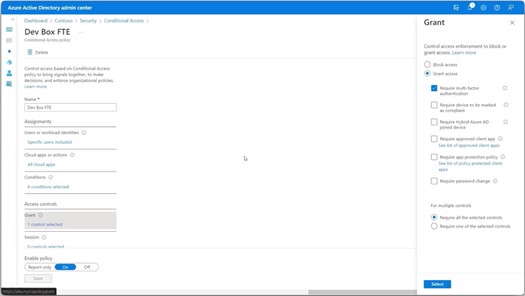 Azure Active Directory admin center
Dashboard > Contoso > Security > Conditional Access >
Dev Box FTE ...
Conditional Access policy
Delete
Control access based on Conditional Access
policy to bring signals together, to make
decisions, and enforce organizational policies.
Learn more
Name *
Dev Box FTE
Assignments
Users or workload identities
Specific users included
Cloud apps or actions
All cloud apps
Conditions
6 conditions selected
Access controls
Grant
1 control selected
Session
0 controls selected
Enable policy
Report-only On Off
Save
Grant
Control access enforcement to block or
grant access. Learn more
Block access
Grant access
Require multi-factor
authentication
Require device to be marked
as compliant
Require Hybrid Azure AD
joined device
Require approved client app
See list of approved client apps
Require app protection policy
See list of policy protected client
apps
Require password change
For multiple controls
Require all the selected controls
Require one of the selected controls
Select